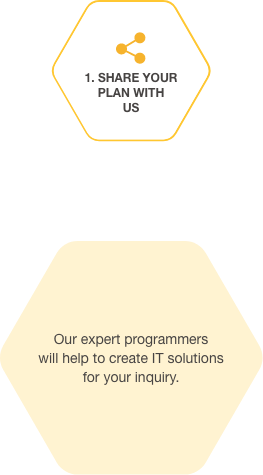 1. SHARE YOUR
PLAN WITH
US
Our expert programmers
will help to create IT solutions
for your inquiry.